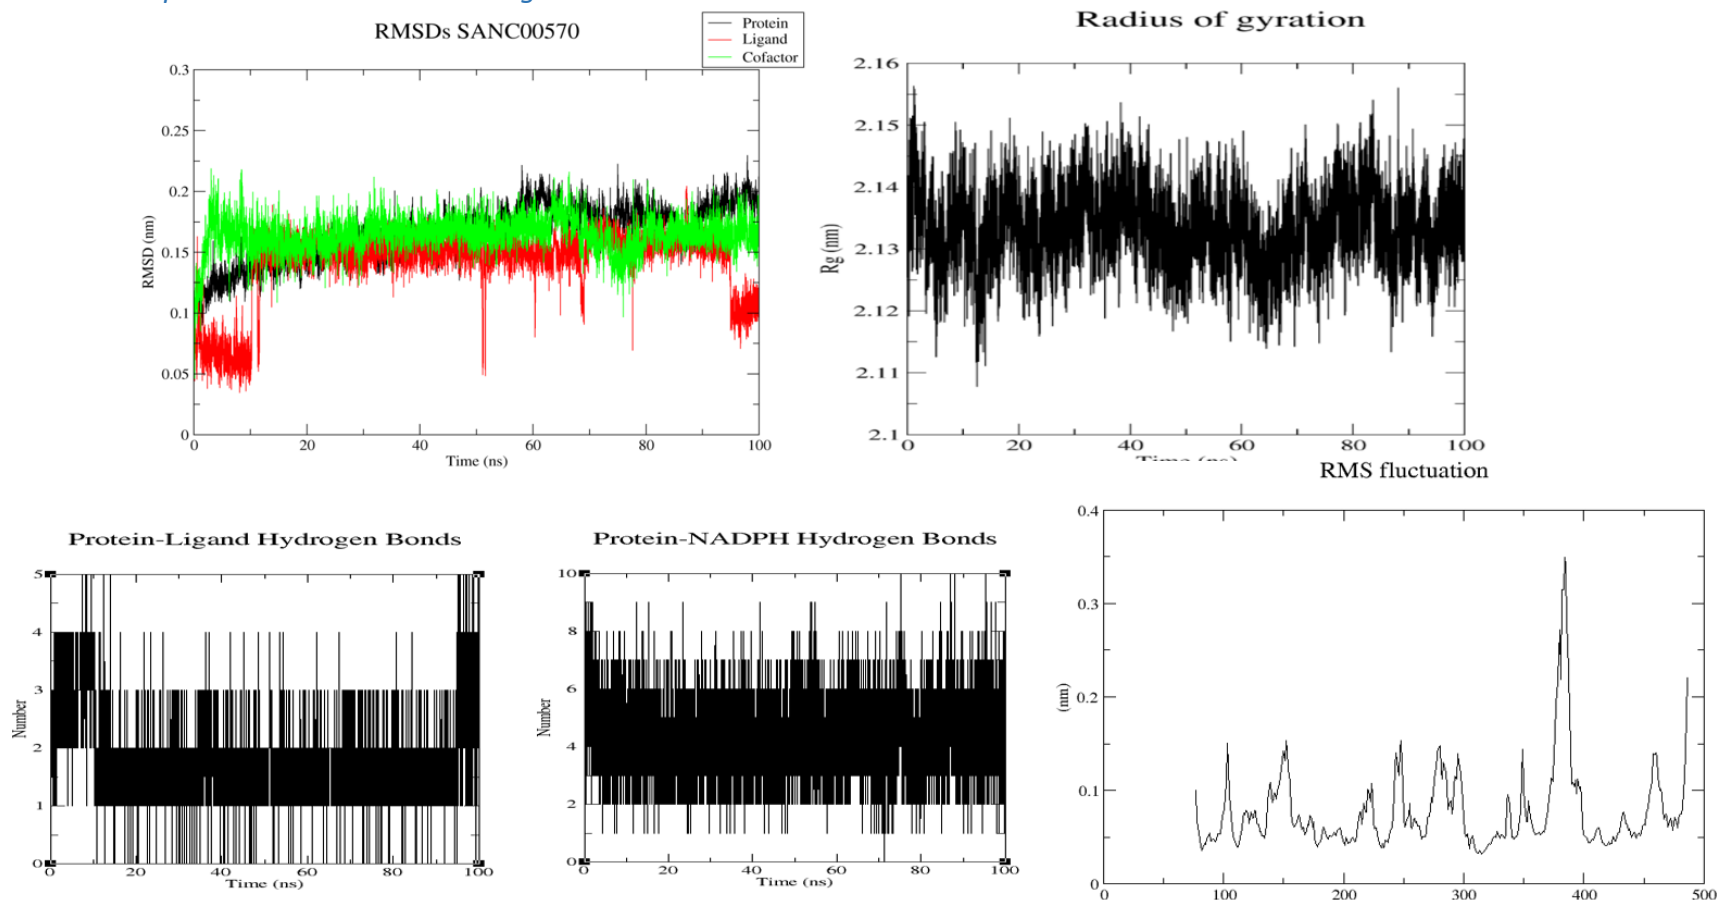 RMSDs SANC00570
Protein
Ligand
Cofactor
0.3
0.25
0.2
0.15
0.1
0.05
0
RMSD (nm)
0 20 40 60 80 100
Time (ns)
Radius of gyration
2.16
2.15
2.14
2.13
2.12
2.11
2.1
Rg (nm)
0 20 40 60 80 100
Time (ns)
Protein-Ligand Hydrogen Bonds
5
4
3
2
1
0
Number
0 20 40 60 80 100
Time (ns)
Protein-NADPH Hydrogen Bonds
10
8
6
4
2
0
Number
0 20 40 60 80 100
Time (ns)
RMS fluctuation
0.4
0.3
0.2
0.1
0
(nm)
100 200 300 400 500